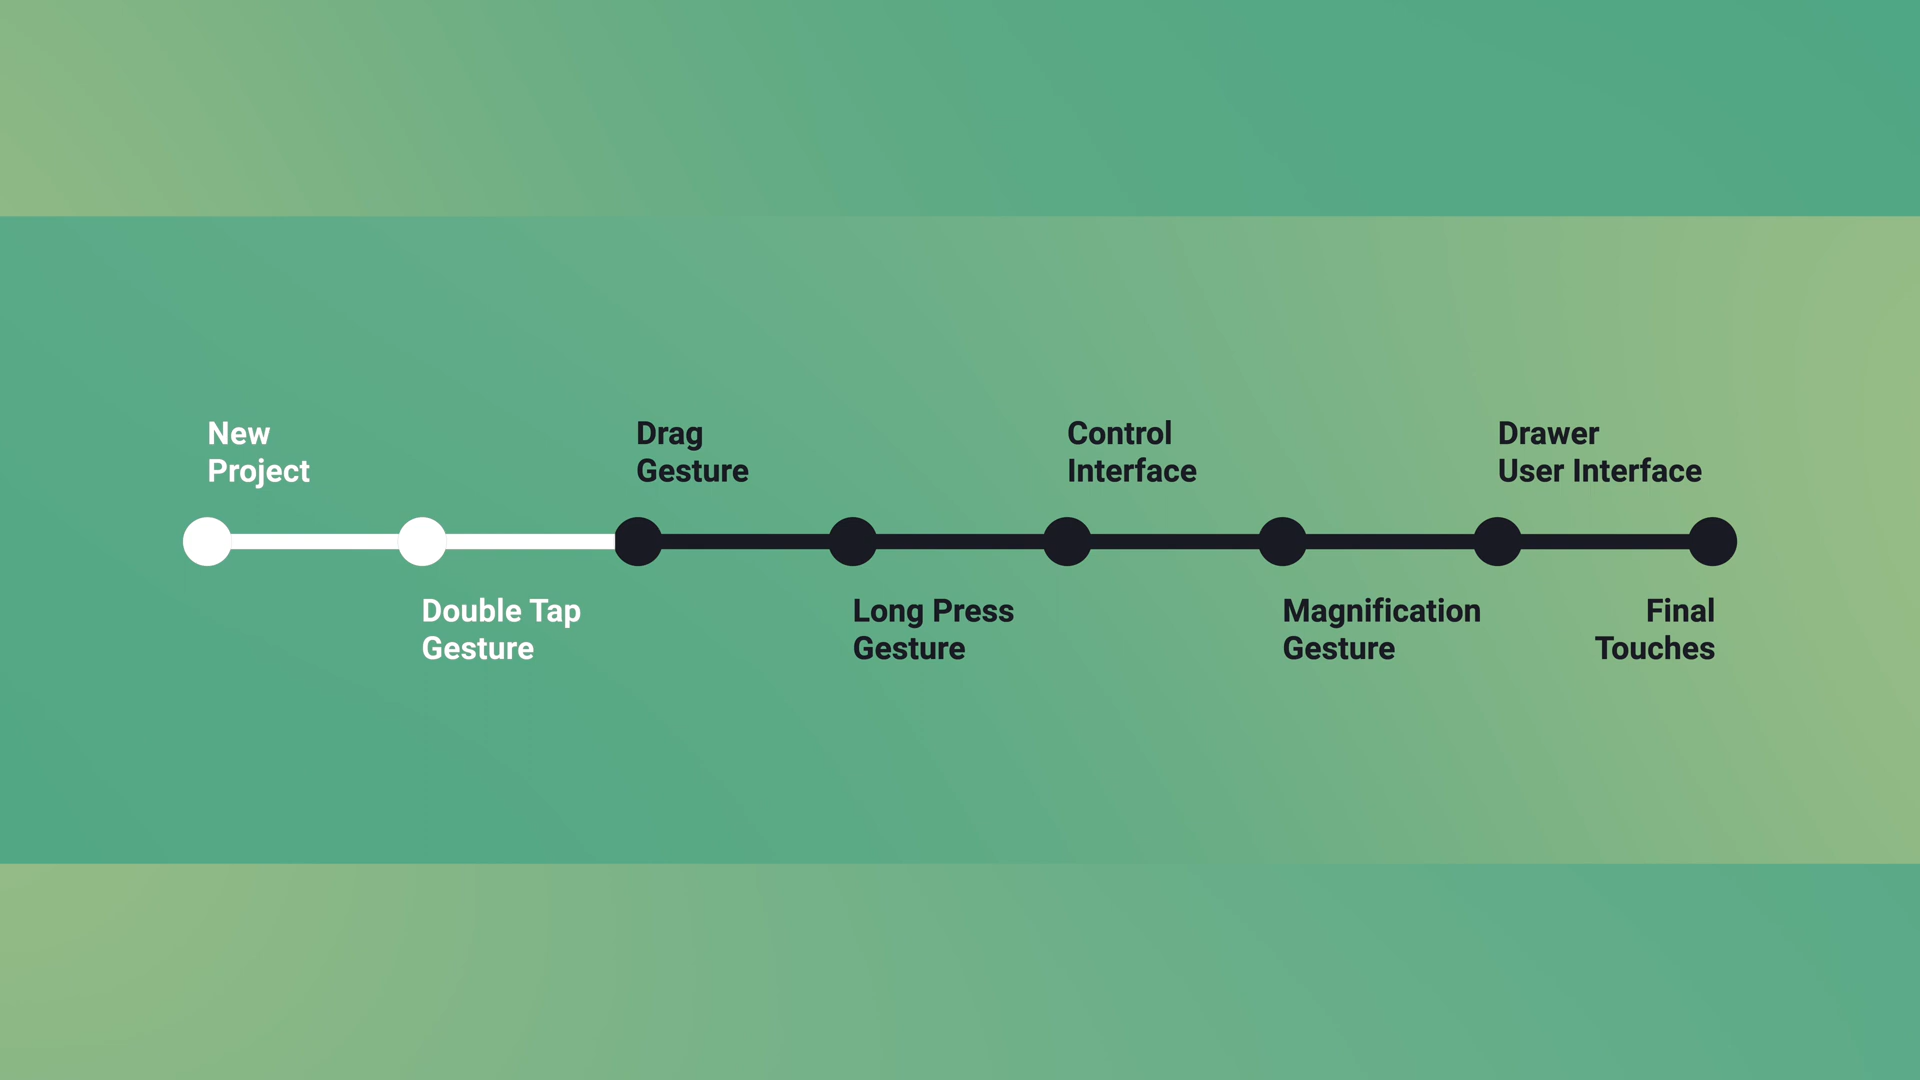 New
Project
Double Tap
Gesture
Drag
Gesture
Long Press
Gesture
Control
Interface
Magnification
Gesture
Drawer
User Interface
Final
Touches